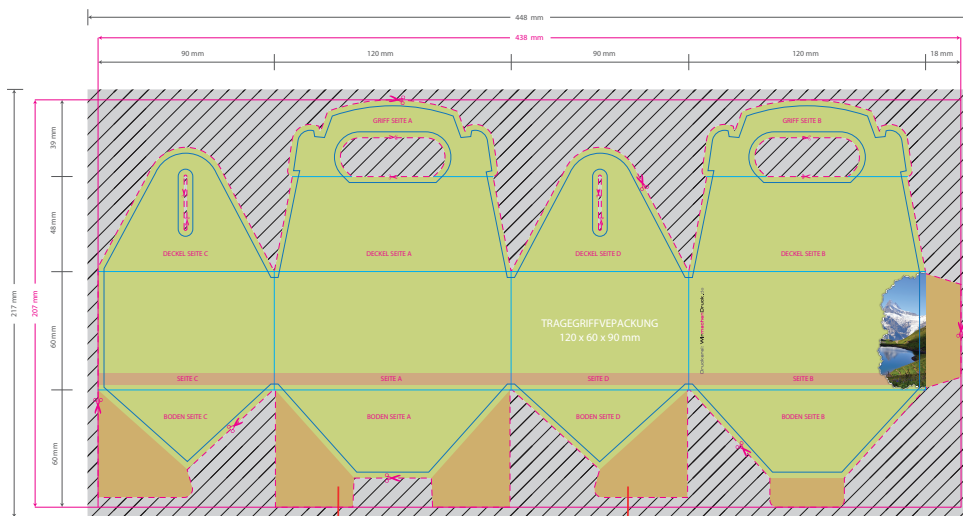 448 mm
438 mm
90 mm
120 mm
90 mm
120 mm
18 mm
GRIFF SEITE A
GRIFF SEITE B
39 mm
48 mm
DECKEL SEITE C
DECKEL SEITE A
DECKEL SEITE D
DECKEL SEITE B
217 mm
207 mm
60 mm
TRAGEGRIFFVEPACKUNG
120 x 60 x 90 mm
SEITE C
SEITE A
SEITE D
SEITE B
60 mm
BODEN SEITE C
BODEN SEITE A
BODEN SEITE D
BODEN SEITE B